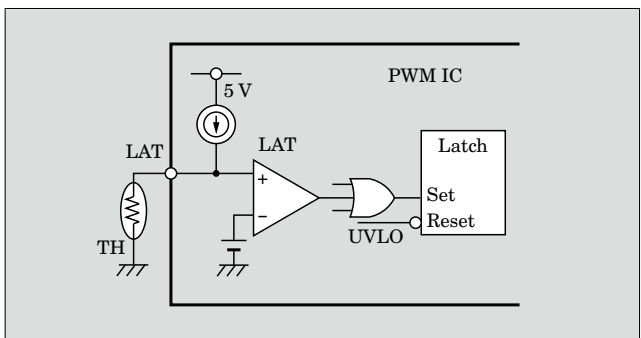 PWM IC
5 V
LAT
LAT
Latch
+
−
Set
Reset
UVLO
TH